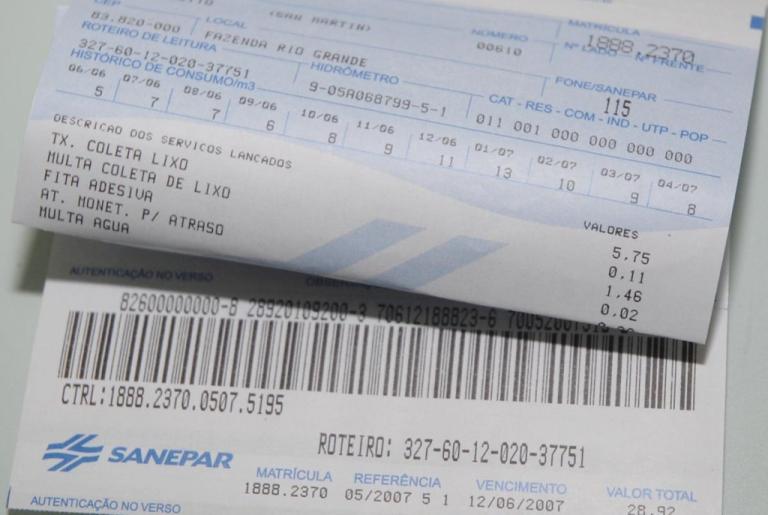 CEP
83.820-000
LOCAL
FAZENDA RIO GRANDE
(SAN MARTIN)
NÚMERO
00610
MATRÍCULA
1888.2370
Nº LADO - Nº FRENTE
ROTEIRO DE LEITURA
327-60-12-020-37751
HIDRÔMETRO
9-05A068799-5-1
FONE/SANEPAR
115
CAT - RES - COM - IND - UTP - POP
011 001 000 000 000 000
HISTÓRICO DE CONSUMO/m3
06/06 07/06 08/06 09/06 10/06 11/06 12/06 01/07 02/07 03/07 04/07
5 7 7 6 8 9 11 13 10 9 8
DESCRICAO DOS SERVICOS LANCADOS VALORES
TX. COLETA LIXO 5.75
MULTA COLETA DE LIXO 0.11
FITA ADESIVA 1.46
AT. MONET. P/ ATRASO 0.02
MULTA AGUA
AUTENTICAÇÃO NO VERSO
82600000000-8 28920109200-3 70612188823-6
CTRL:1888.2370.0507.5195
ROTEIRO: 327-60-12-020-37751
SANEPAR
MATRÍCULA REFERÊNCIA VENCIMENTO VALOR TOTAL
1888.2370 05/2007 5 1 12/06/2007 28.92
AUTENTICAÇÃO NO VERSO